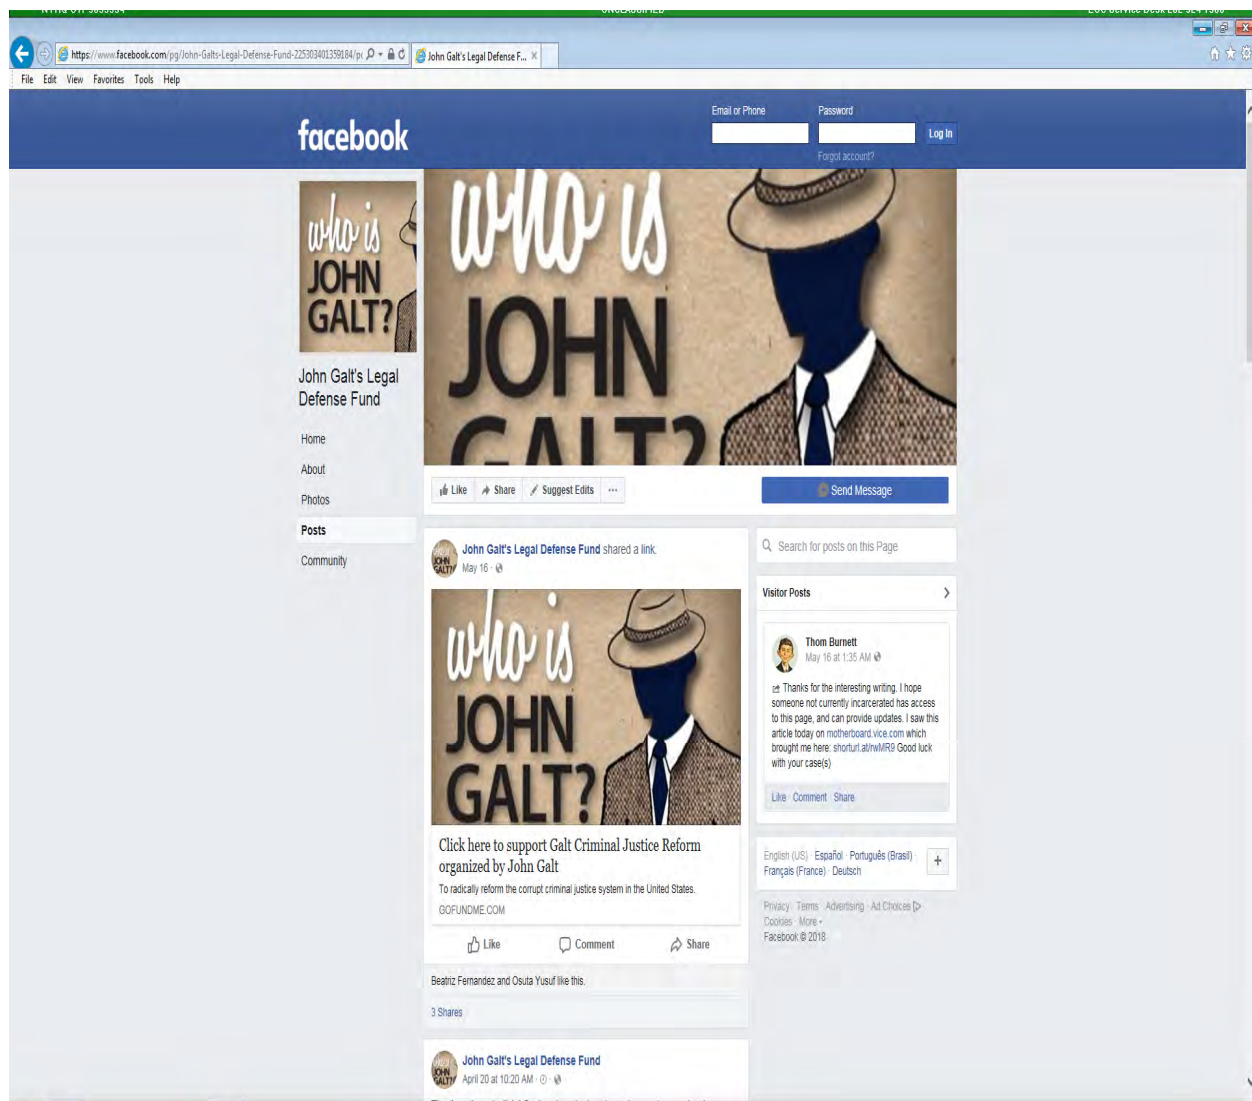 UNCLASSIFIED
https://www.facebook.com/pg/John-Galts-Legal-Defense-Fund-225303401359184/
John Galt's Legal Defense F...
File Edit View Favorites Tools Help
facebook
Email or Phone
Password
Log In
Forgot account?
who is
JOHN
GALT?
who is
JOHN
GALT?
John Galt's Legal
Defense Fund
Home
About
Photos
Posts
Community
Like Share Suggest Edits ...
Send Message
John Galt's Legal Defense Fund shared a link.
May 16
who is
JOHN
GALT?
Click here to support Galt Criminal Justice Reform
organized by John Galt
To radically reform the corrupt criminal justice system in the United States.
GOFUNDME.COM
Like Comment Share
Beatriz Fernandez and Osuta Yusuf like this.
3 Shares
John Galt's Legal Defense Fund
April 20 at 10:20 AM
Search for posts on this Page
Visitor Posts
Thom Burnett
May 16 at 1:35 AM
Thanks for the interesting writing. I hope
someone not currently incarcerated has access
to this page, and can provide updates. I saw this
article today on motherboard.vice.com which
brought me here: shorturl.at/rwMR9 Good luck
with your case(s)
Like · Comment · Share
English (US) · Español · Português (Brasil) ·
Français (France) · Deutsch
Privacy · Terms · Advertising · Ad Choices
Cookies · More
Facebook © 2018